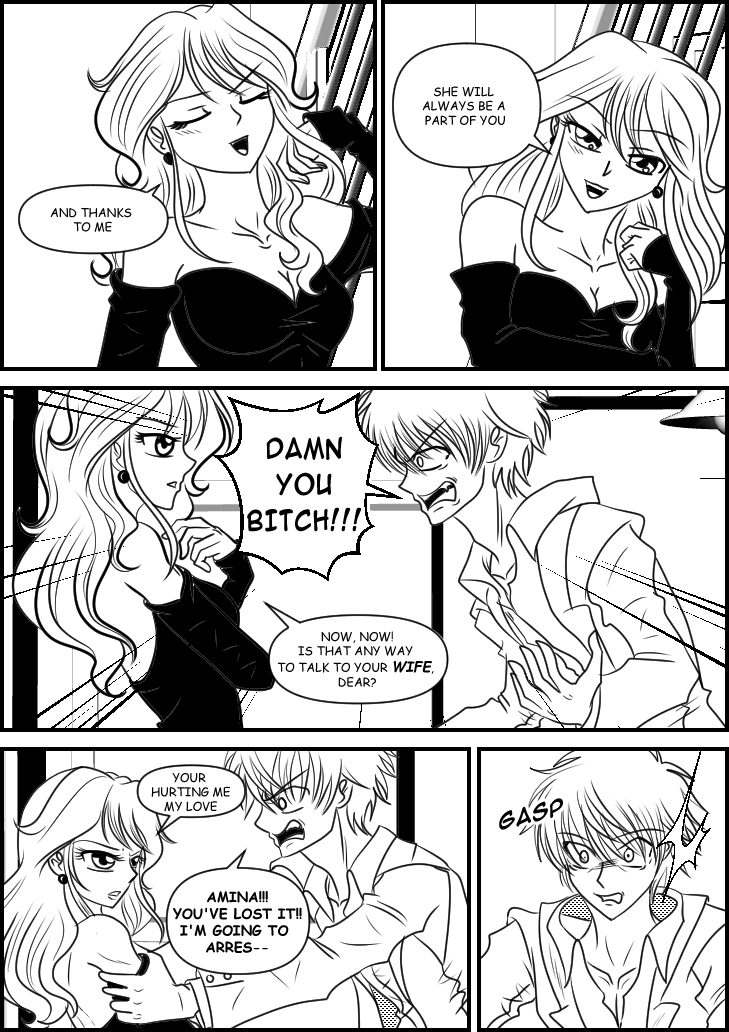 AND THANKS
TO ME
SHE WILL
ALWAYS BE A
PART OF YOU
DAMN
YOU
BITCH!!!
NOW, NOW!
IS THAT ANY WAY
TO TALK TO YOUR WIFE,
DEAR?
YOUR
HURTING ME
MY LOVE
AMINA!!!
YOU'VE LOST IT!!
I'M GOING TO
ARRES--
GASP